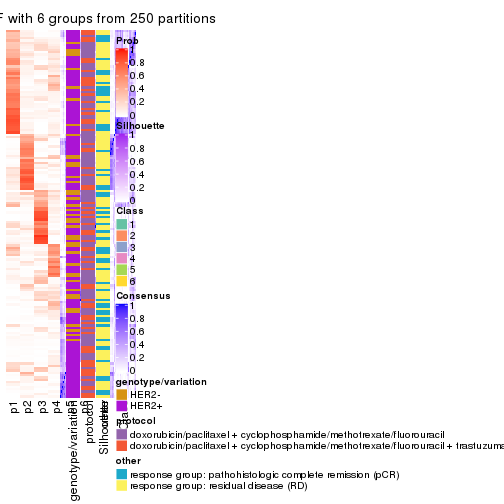 F with 6 groups from 250 partitions
Prob
1
0.8
0.6
0.4
0.2
0
Silhouette
1
0.8
0.6
0.4
0.2
0
Class
1
2
3
4
5
6
Consensus
1
0.8
0.6
0.4
0.2
0
genotype/variation
HER2-
HER2+
protocol
doxorubicin/paclitaxel + cyclophosphamide/methotrexate/fluorouracil
doxorubicin/paclitaxel + cyclophosphamide/methotrexate/fluorouracil + trastuzuma
other
response group: pathohistologic complete remission (pCR)
response group: residual disease (RD)
p1
p2
p3
p4
genotype/variation
protocol
Silhouette